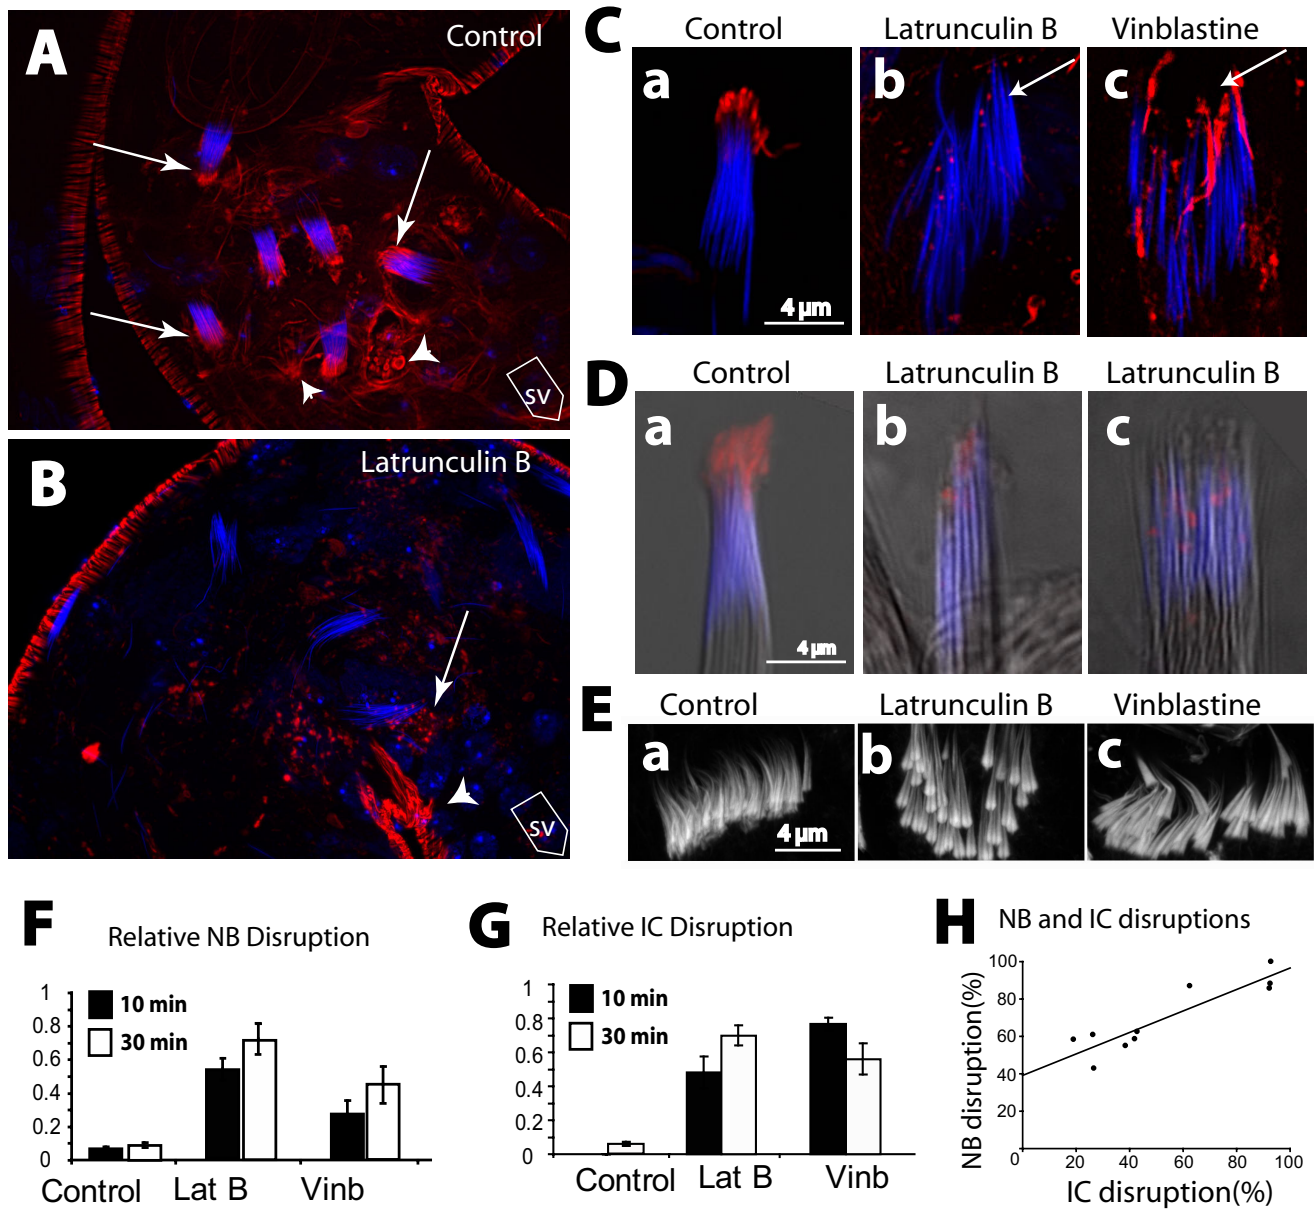 A
Control
SV
B
Latrunculin B
SV
C
Control
Latrunculin B
Vinblastine
a
b
c
4 µm
D
Control
Latrunculin B
Latrunculin B
a
b
c
4 µm
E
Control
Latrunculin B
Vinblastine
a
b
c
4 µm
F
Relative NB Disruption
1
0.8
0.6
0.4
0.2
0
10 min
30 min
Control
Lat B
Vinb
G
Relative IC Disruption
1
0.8
0.6
0.4
0.2
0
10 min
30 min
Control
Lat B
Vinb
H
NB and IC disruptions
NB disruption(%)
100
80
60
40
20
0
20
40
60
80
100
IC disruption(%)